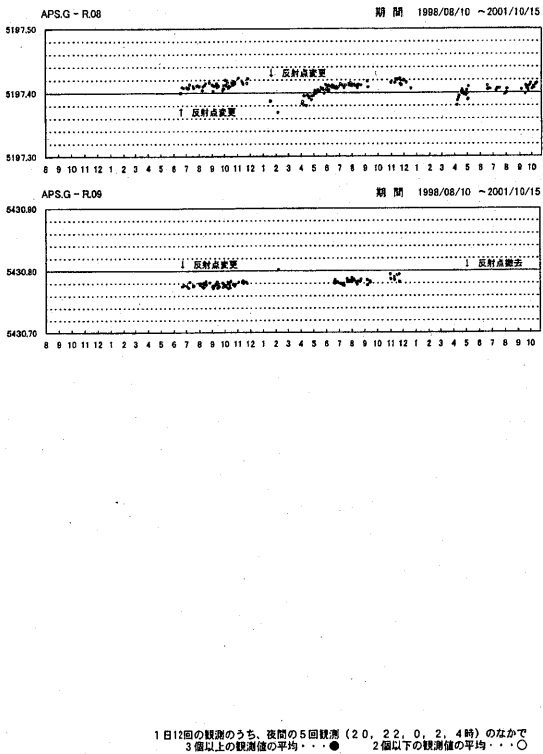 APS.G - R.08 期 間 1998/08/10 ~2001/10/15
5197.50
↓ 反射点変更
5197.40
↑ 反射点変更
5197.30
8 9 10 11 12 1 2 3 4 5 6 7 8 9 10 11 12 1 2 3 4 5 6 7 8 9 10 11 12 1 2 3 4 5 6 7 8 9 10
APS.G - R.09 期 間 1998/08/10 ~2001/10/15
5430.90
↓ 反射点変更 ↓ 反射点撤去
5430.80
5430.70
8 9 10 11 12 1 2 3 4 5 6 7 8 9 10 11 12 1 2 3 4 5 6 7 8 9 10 11 12 1 2 3 4 5 6 7 8 9 10
1日12回の観測のうち、夜間の5回観測(20, 22, 0, 2, 4時)のなかで
3個以上の観測値の平均・・・● 2個以下の観測値の平均・・・○